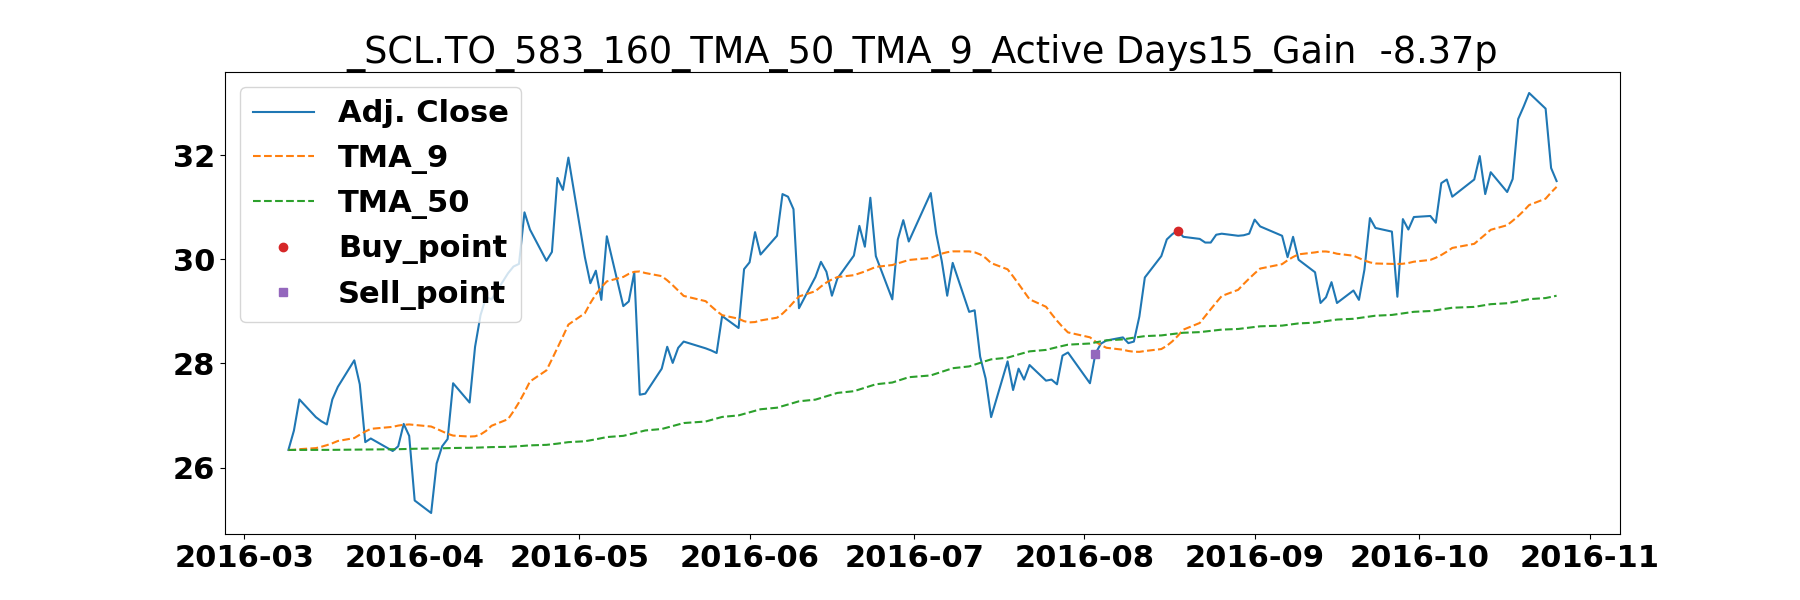 _SCL.TO_583_160_TMA_50_TMA_9_Active Days15_Gain  -8.37p
Adj. Close
TMA_9
TMA_50
Buy_point
Sell_point
32
30
28
26
2016-03 2016-04 2016-05 2016-06 2016-07 2016-08 2016-09 2016-10 2016-11